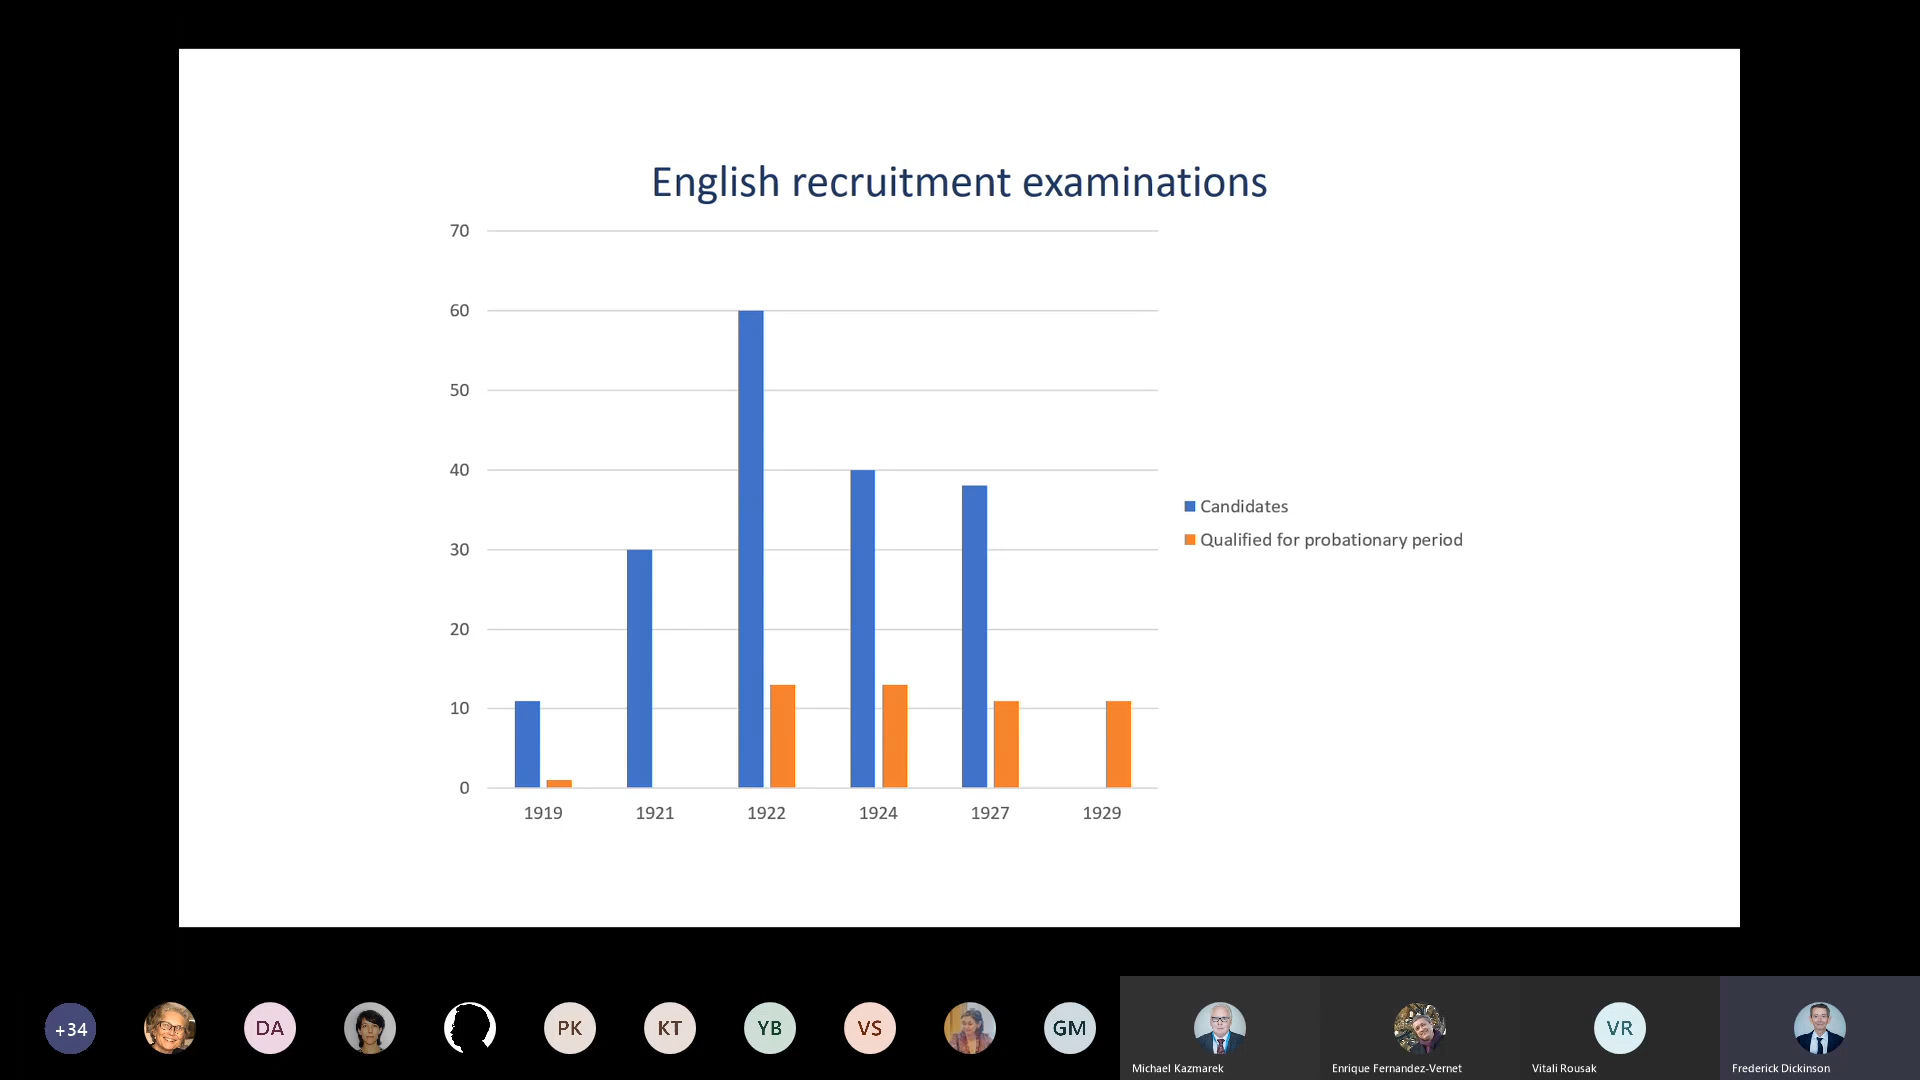 English recruitment examinations
70
60
50
40
30
20
10
0
1919 1921 1922 1924 1927 1929
Candidates
Qualified for probationary period
+34 DA PK KT YB VS GM VR
Michael Kazmarek Enrique Fernandez-Vernet Vitali Rousak Frederick Dickinson